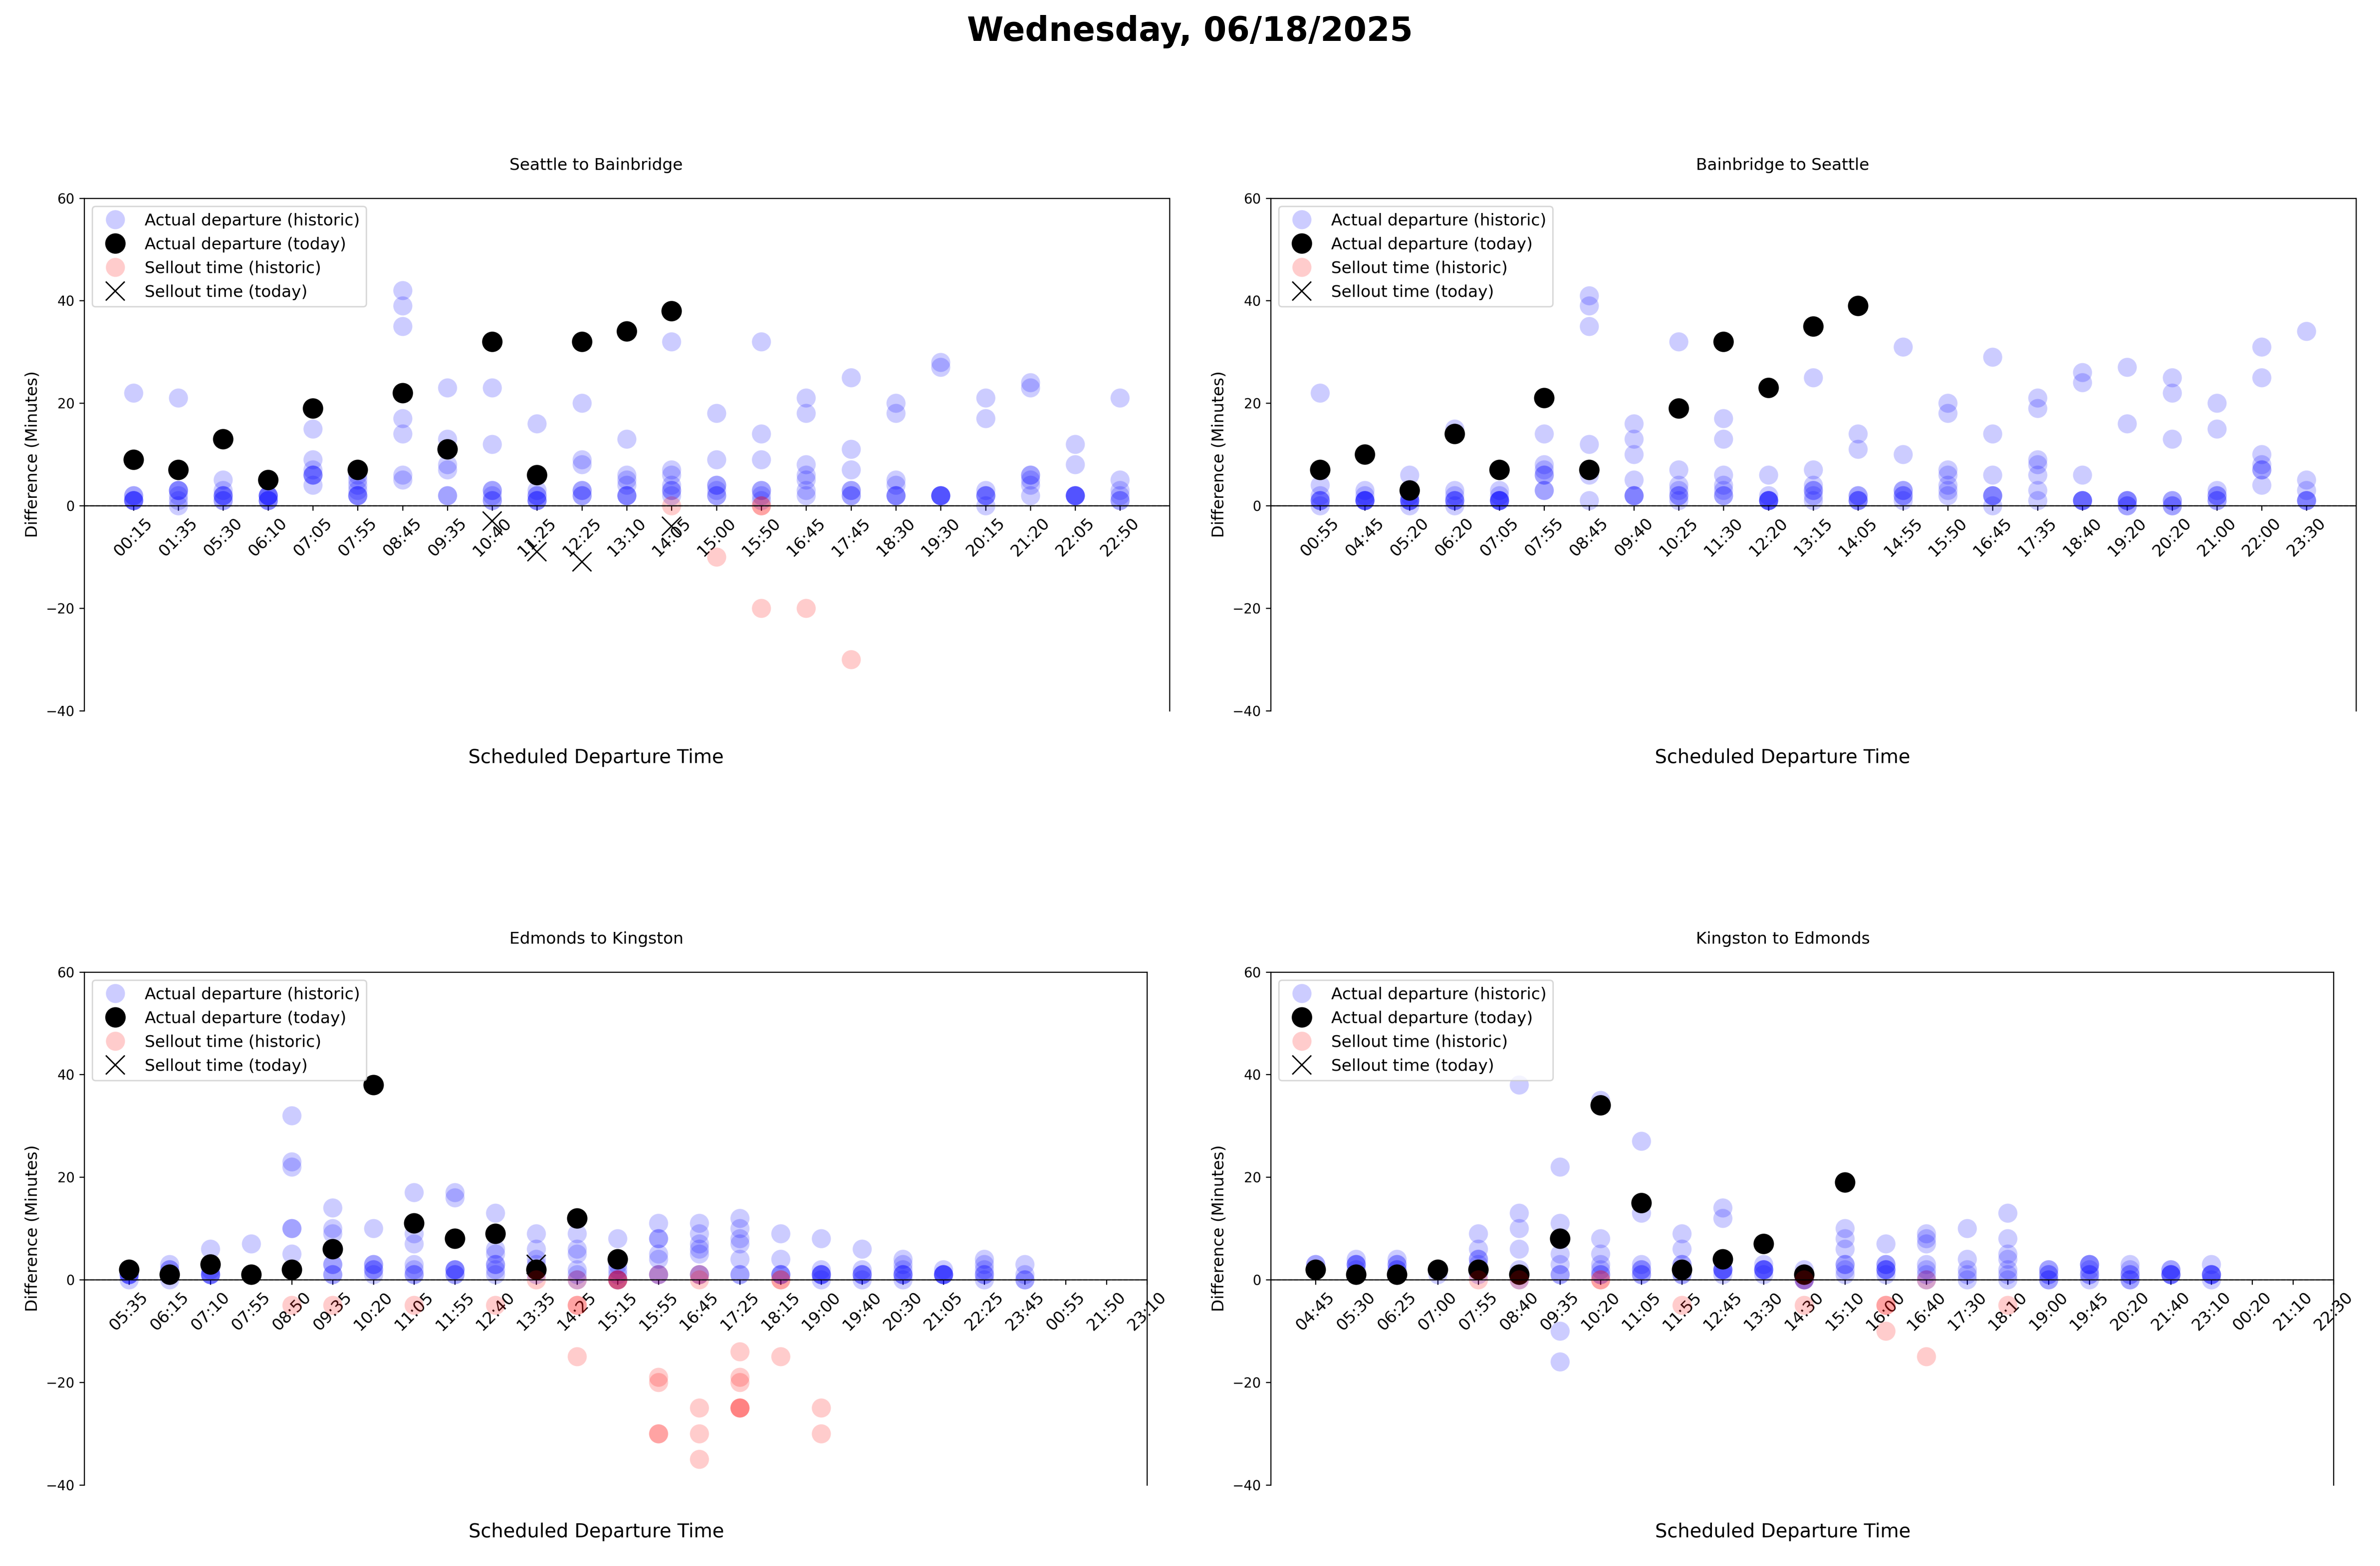 Wednesday, 06/18/2025
Seattle to Bainbridge
60
40
20
0
−20
−40
Difference (Minutes)
Actual departure (historic)
Actual departure (today)
Sellout time (historic)
Sellout time (today)
00:15 01:35 05:30 06:10 07:05 07:55 08:45 09:35 10:40 11:25 12:25 13:10 14:05 15:00 15:50 16:45 17:45 18:30 19:30 20:15 21:20 22:05 22:50
Scheduled Departure Time
Bainbridge to Seattle
60
40
20
0
−20
−40
Difference (Minutes)
Actual departure (historic)
Actual departure (today)
Sellout time (historic)
Sellout time (today)
00:55 04:45 05:20 06:20 07:05 07:55 08:45 09:40 10:25 11:30 12:20 13:15 14:05 14:55 15:50 16:45 17:35 18:40 19:20 20:20 21:00 22:00 23:30
Scheduled Departure Time
Edmonds to Kingston
60
40
20
0
−20
−40
Difference (Minutes)
Actual departure (historic)
Actual departure (today)
Sellout time (historic)
Sellout time (today)
05:35 06:15 07:10 07:55 08:50 09:35 10:20 11:05 11:55 12:40 13:35 14:25 15:15 15:55 16:45 17:25 18:15 19:00 19:40 20:30 21:05 22:25 23:45 00:55 21:50 23:10
Scheduled Departure Time
Kingston to Edmonds
60
40
20
0
−20
−40
Difference (Minutes)
Actual departure (historic)
Actual departure (today)
Sellout time (historic)
Sellout time (today)
04:45 05:30 06:25 07:00 07:55 08:40 09:35 10:20 11:05 11:55 12:45 13:30 14:30 15:10 16:00 16:40 17:30 18:10 19:00 19:45 20:20 21:40 23:10 00:20 21:10 22:30
Scheduled Departure Time